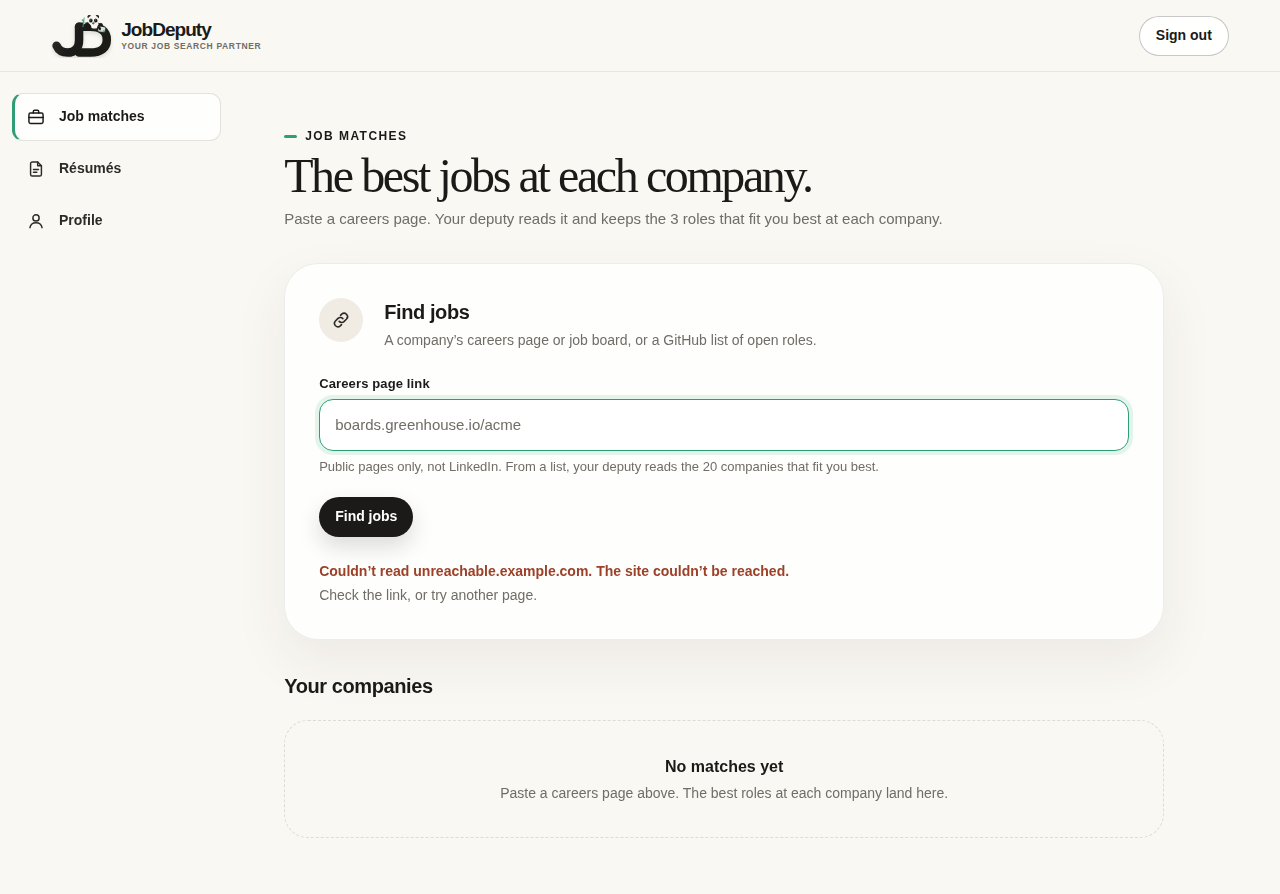 JobDeputy
YOUR JOB SEARCH PARTNER
Sign out
Job matches
Résumés
Profile
JOB MATCHES
The best jobs at each company.
Paste a careers page. Your deputy reads it and keeps the 3 roles that fit you best at each company.
Find jobs
A company’s careers page or job board, or a GitHub list of open roles.
Careers page link
boards.greenhouse.io/acme
Public pages only, not LinkedIn. From a list, your deputy reads the 20 companies that fit you best.
Find jobs
Couldn’t read unreachable.example.com. The site couldn’t be reached.
Check the link, or try another page.
Your companies
No matches yet
Paste a careers page above. The best roles at each company land here.